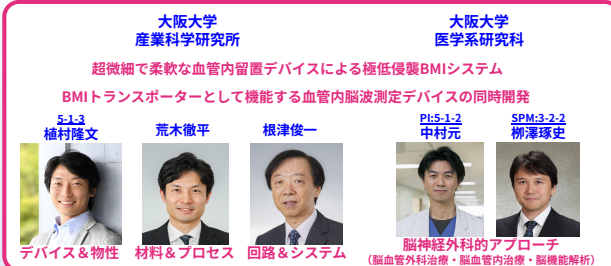 大阪大学
産業科学研究所
大阪大学
医学系研究科
超微細で柔軟な血管内留置デバイスによる極低侵襲BMIシステム
BMIトランスポーターとして機能する血管内脳波測定デバイスの同時開発
5-1-3
植村隆文
荒木徹平
根津俊一
PI:5-1-2
中村元
SPM:3-2-2
栁澤琢史
デバイス＆物性
材料＆プロセス
回路＆システム
脳神経外科的アプローチ
（脳血管外科治療・脳血管内治療・脳機能解析）